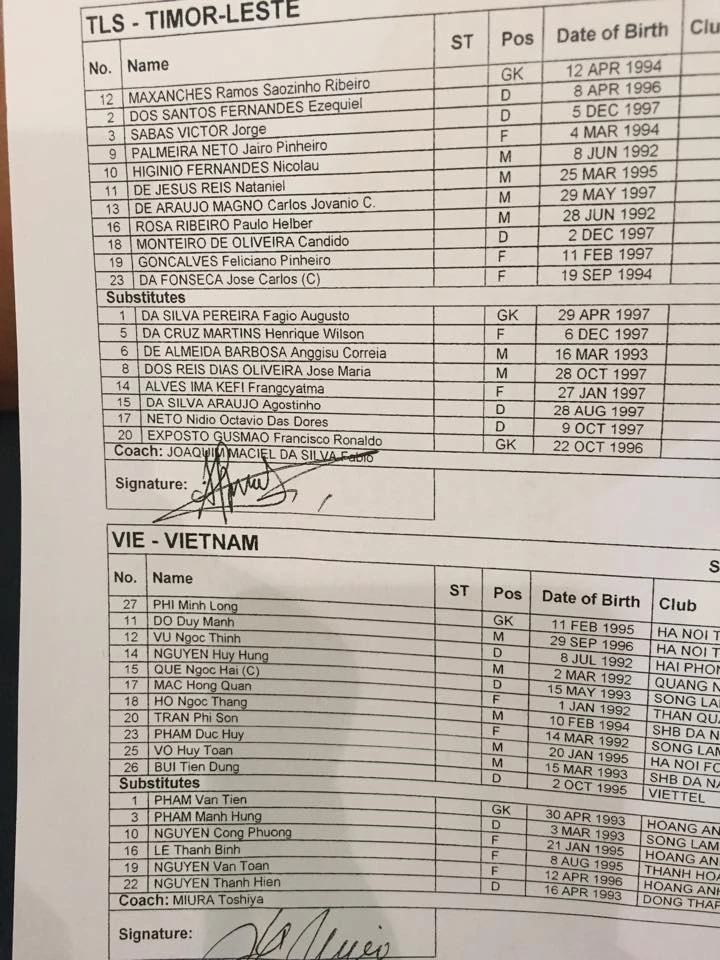 TLS - TIMOR-LESTE
No. Name ST Pos Date of Birth Clu
12 MAXANCHES Ramos Saozinho Ribeiro GK 12 APR 1994
2 DOS SANTOS FERNANDES Ezequiel D 8 APR 1996
3 SABAS VICTOR Jorge D 5 DEC 1997
9 PALMEIRA NETO Jairo Pinheiro F 4 MAR 1994
10 HIGINIO FERNANDES Nicolau M 8 JUN 1992
11 DE JESUS REIS Nataniel M 25 MAR 1995
13 DE ARAUJO MAGNO Carlos Jovanio C. M 29 MAY 1997
16 ROSA RIBEIRO Paulo Helber M 28 JUN 1992
18 MONTEIRO DE OLIVEIRA Candido D 2 DEC 1997
19 GONCALVES Feliciano Pinheiro F 11 FEB 1997
23 DA FONSECA Jose Carlos (C) F 19 SEP 1994
Substitutes
1 DA SILVA PEREIRA Fagio Augusto GK 29 APR 1997
5 DA CRUZ MARTINS Henrique Wilson F 6 DEC 1997
6 DE ALMEIDA BARBOSA Anggisu Correia M 16 MAR 1993
8 DOS REIS DIAS OLIVEIRA Jose Maria M 28 OCT 1997
14 ALVES IMA KEFI Frangcyatma F 27 JAN 1997
15 DA SILVA ARAUJO Agostinho D 28 AUG 1997
17 NETO Nidio Octavio Das Dores D 9 OCT 1997
20 EXPOSTO GUSMAO Francisco Ronaldo GK 22 OCT 1996
Coach: JOAQUIM MACIEL DA SILVA Fabio
Signature:
VIE - VIETNAM
S
No. Name ST Pos Date of Birth Club
27 PHI Minh Long GK 11 FEB 1995 HA NOI T
11 DO Duy Manh M 29 SEP 1996 HA NOI T
12 VU Ngoc Thinh D 8 JUL 1992 HAI PHON
14 NGUYEN Huy Hung M 2 MAR 1992 QUANG N
15 QUE Ngoc Hai (C) D 15 MAY 1993 SONG LA
17 MAC Hong Quan F 1 JAN 1992 THAN QU
18 HO Ngoc Thang M 10 FEB 1994 SHB DA N
20 TRAN Phi Son F 14 MAR 1992 SONG LAM
23 PHAM Duc Huy M 20 JAN 1995 HA NOI FC
25 VO Huy Toan M 15 MAR 1993 SHB DA NA
26 BUI Tien Dung D 2 OCT 1995 VIETTEL
Substitutes
1 PHAM Van Tien GK 30 APR 1993 HOANG AN
3 PHAM Manh Hung D 3 MAR 1993 SONG LAM
10 NGUYEN Cong Phuong F 21 JAN 1995 HOANG AN
16 LE Thanh Binh F 8 AUG 1995 THANH HOA
19 NGUYEN Van Toan F 12 APR 1996 HOANG ANH
22 NGUYEN Thanh Hien D 16 APR 1993 DONG THAP
Coach: MIURA Toshiya
Signature: